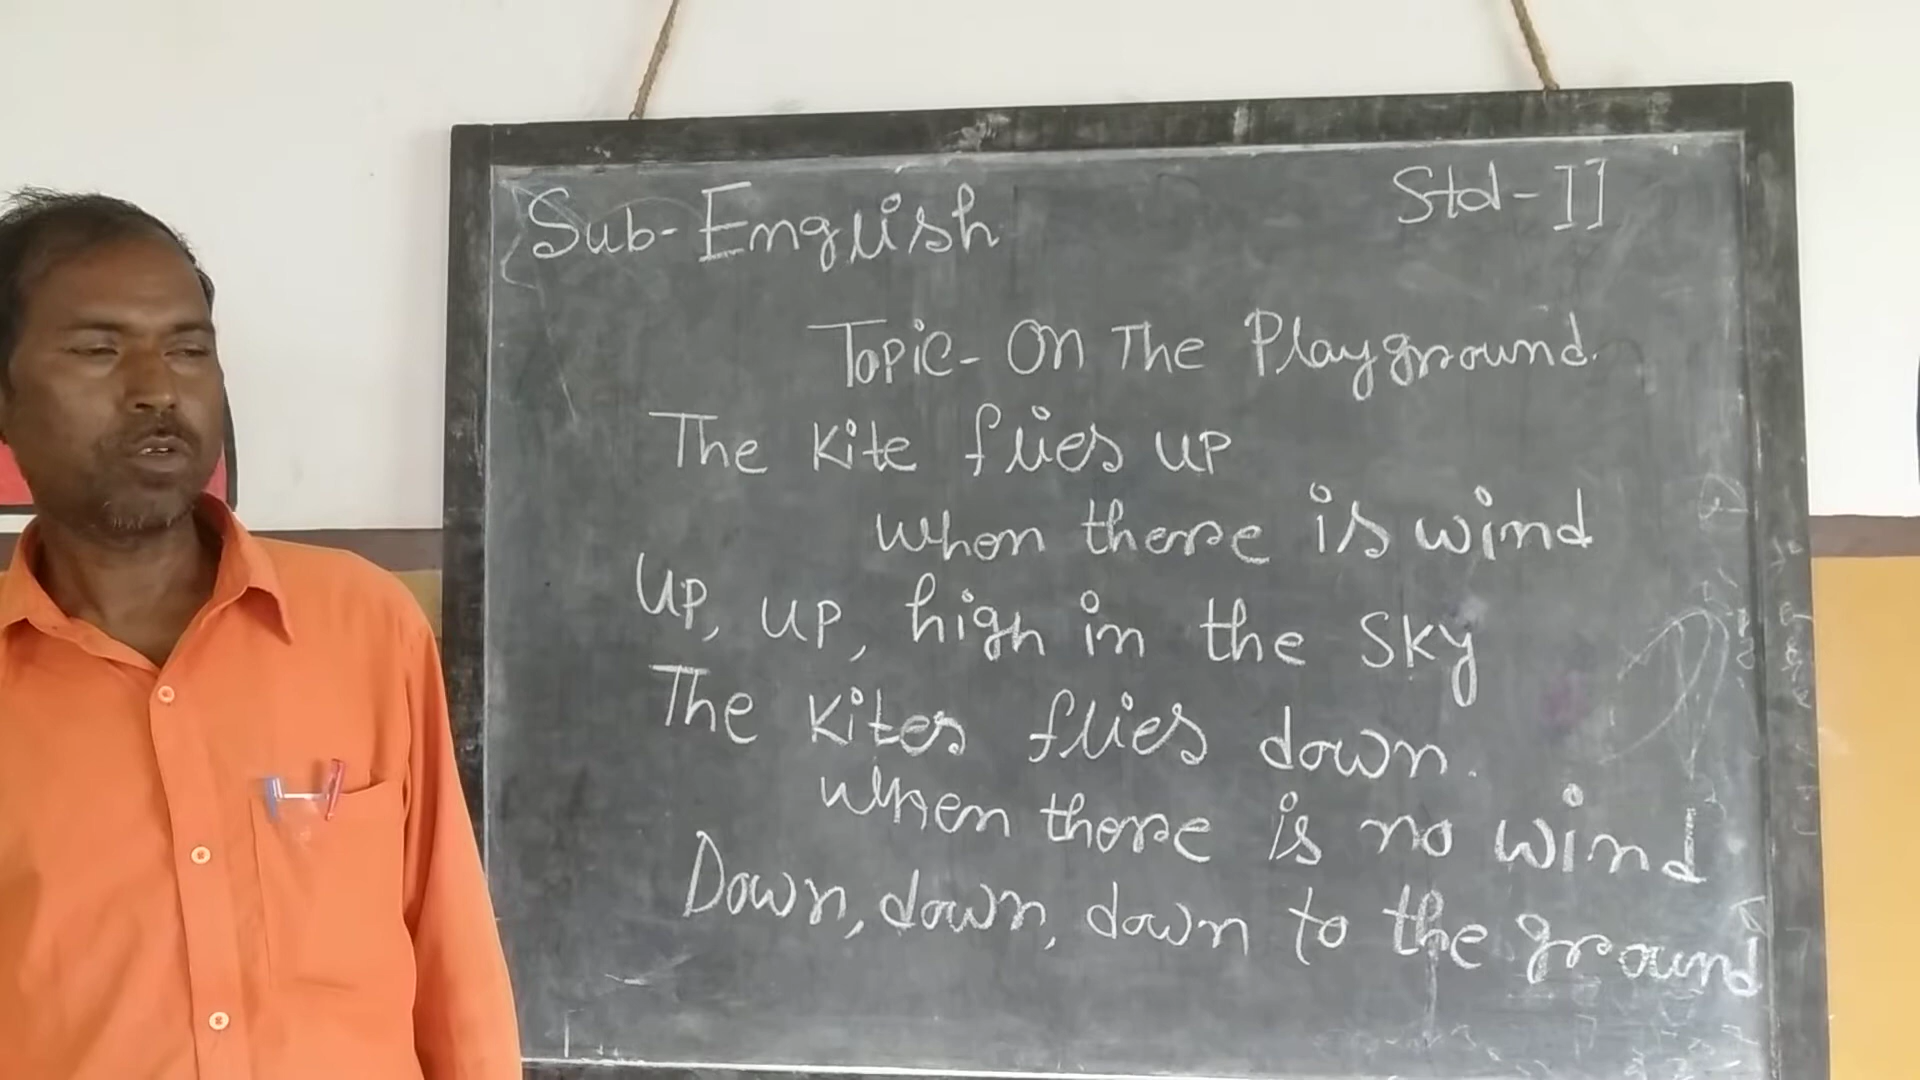 Sub-English Std-II
Topic- On The Playground.
The Kite flies up
when there is wind
Up, up, high in the sky
The Kites flies down.
when there is no wind
Down, down, down to the ground